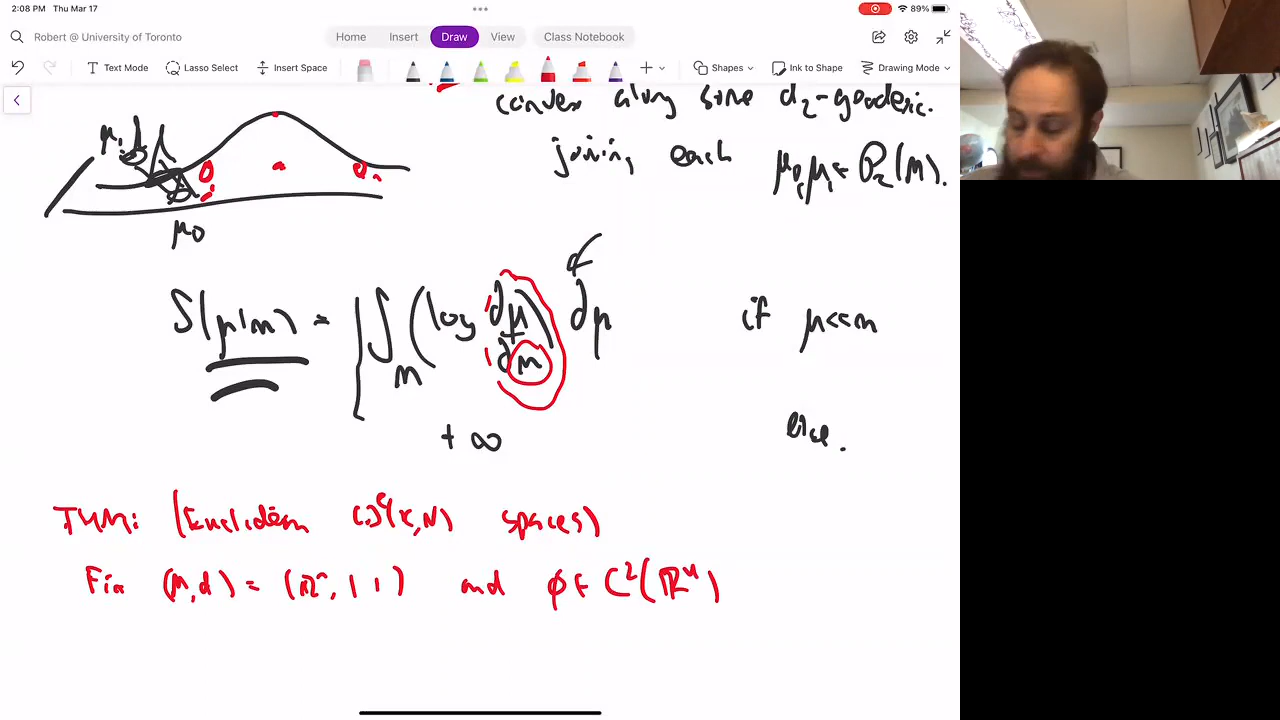 2:08 PM Thu Mar 17
89%
Robert @ University of Toronto
Home Insert Draw View Class Notebook
Text Mode Lasso Select Insert Space Shapes Ink to Shape Drawing Mode
convex along some d₂-geodesic
joining each μ₀, μ₁ ∈ P₂(M).
μ₁
μ₀
S(μ|m) = { ∫_M (log dμ/dm) dμ if μ<<m
+ ∞ else.
THM: (Euclidean CD^e(K,N) spaces)
Fix (M,d) = (ℝⁿ, | |) and φ ∈ C²(ℝⁿ)